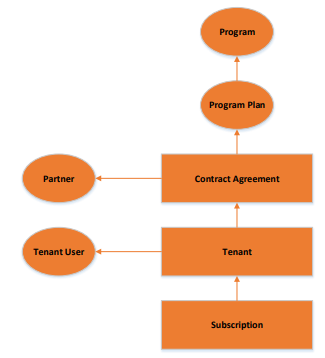 Program
Program Plan
Partner
Contract Agreement
Tenant User
Tenant
Subscription